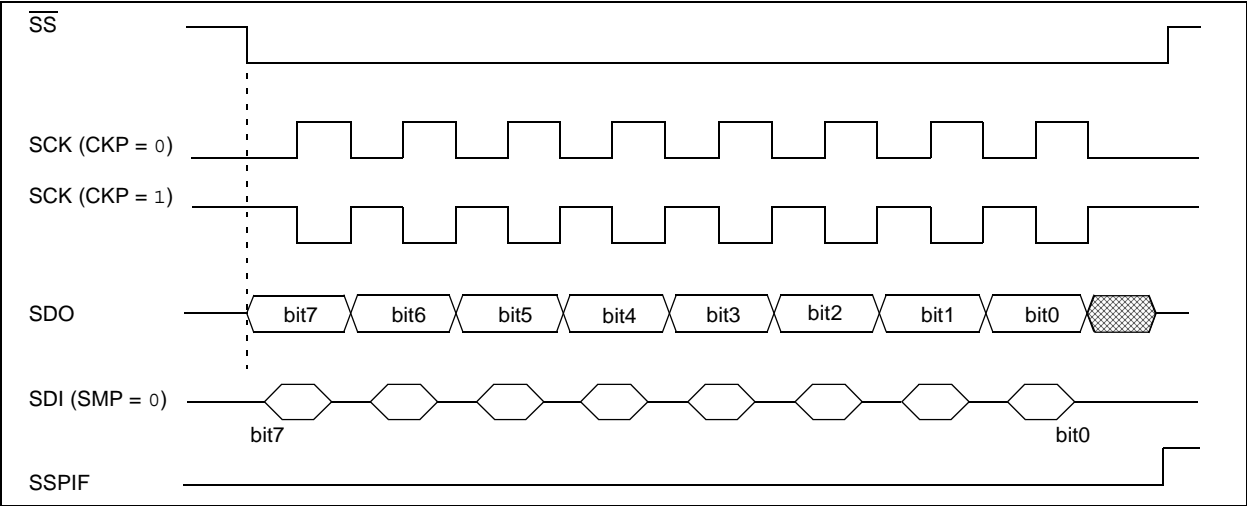 SS
SCK (CKP = 0)
SCK (CKP = 1)
SDO
bit7 bit6 bit5 bit4 bit3 bit2 bit1 bit0
SDI (SMP = 0)
bit7 bit0
SSPIF